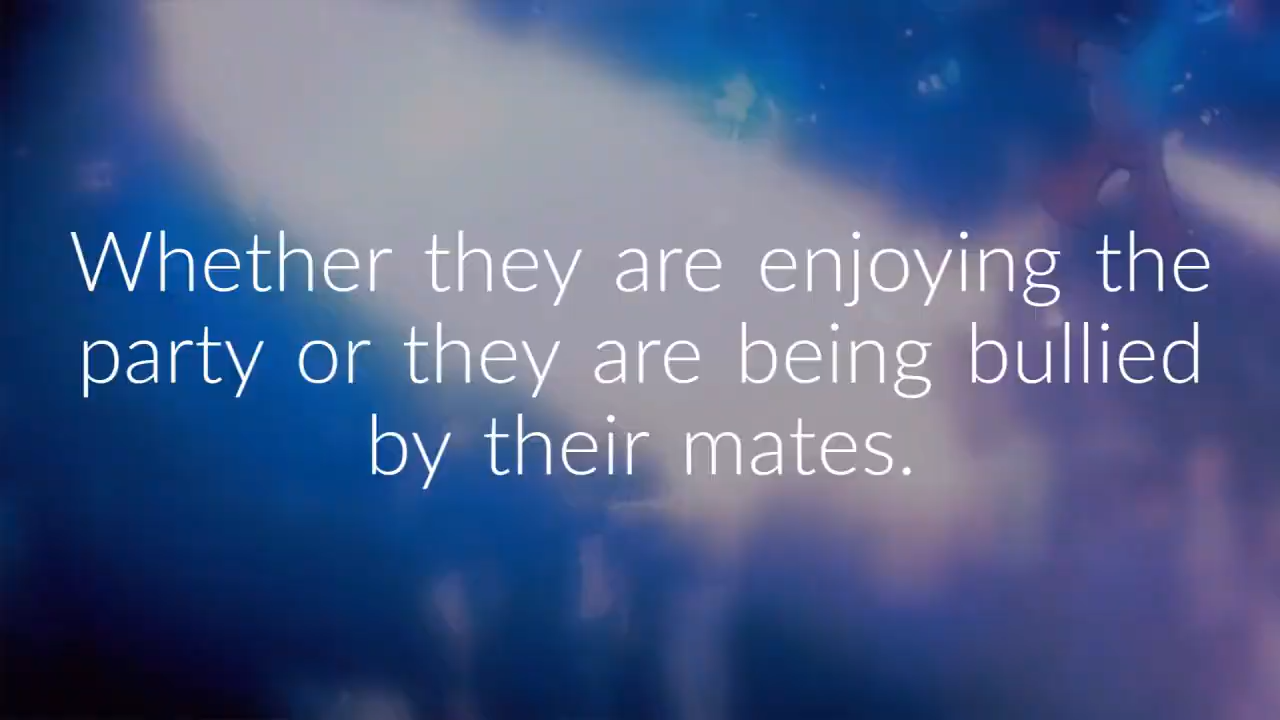 Whether they are enjoying the
party or they are being bullied
by their mates.